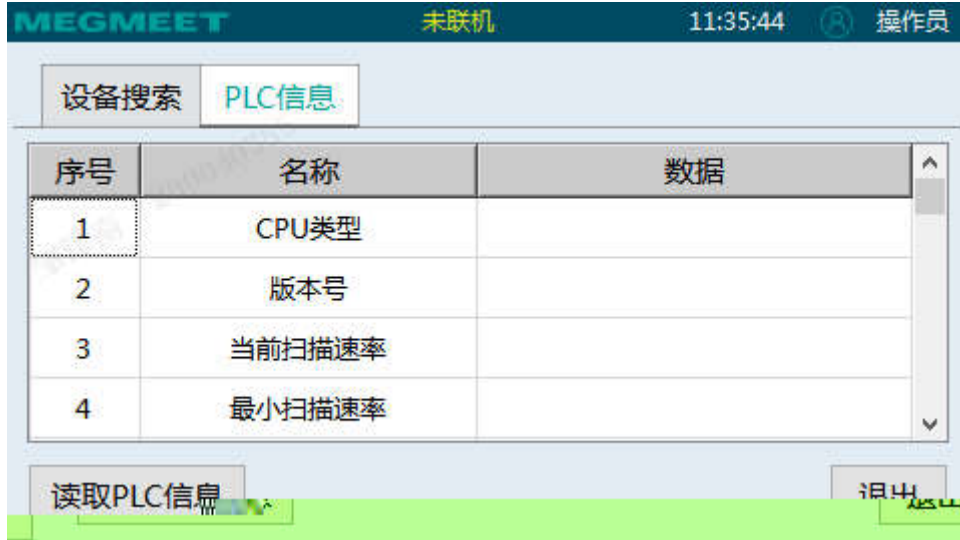 MEGMEET 未联机 11:35:44 操作员
设备搜索 PLC信息
序号 名称 数据
1 CPU类型
2 版本号
3 当前扫描速率
4 最小扫描速率
读取PLC信息 退出